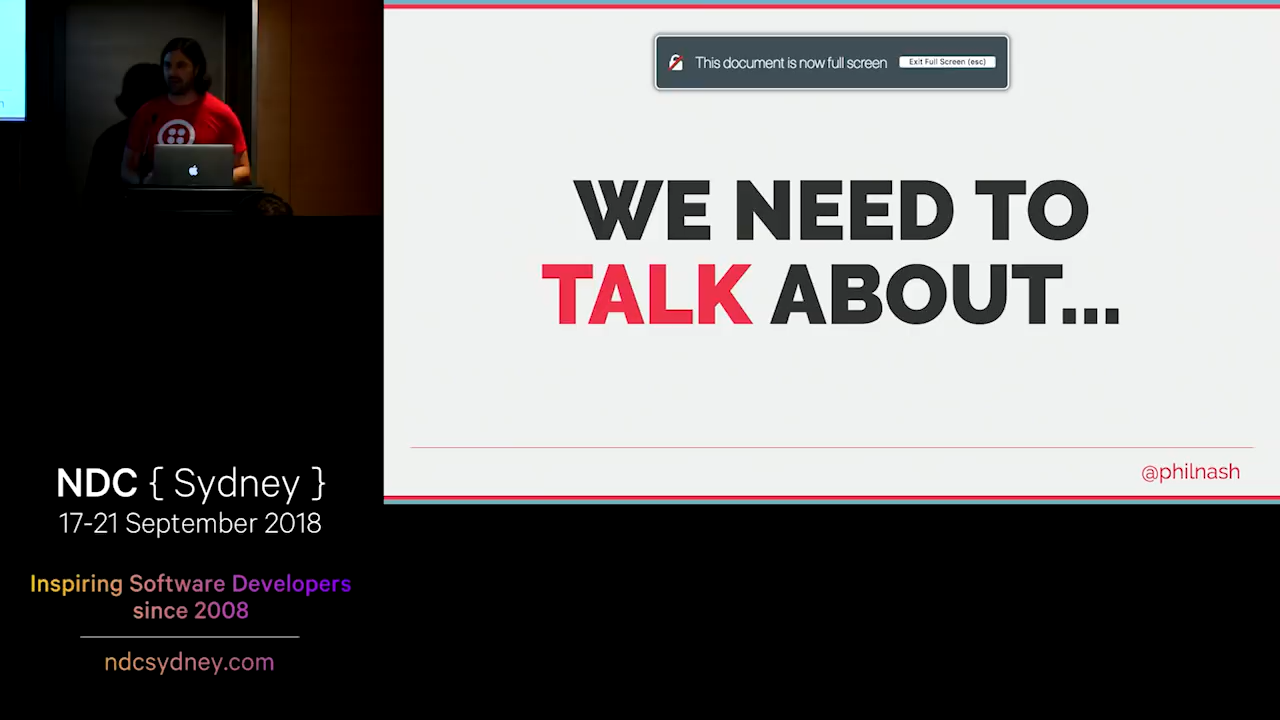 This document is now full screen
Exit Full Screen (esc)
WE NEED TO
TALK ABOUT...
@philnash
NDC { Sydney }
17-21 September 2018
Inspiring Software Developers
since 2008
ndcsydney.com